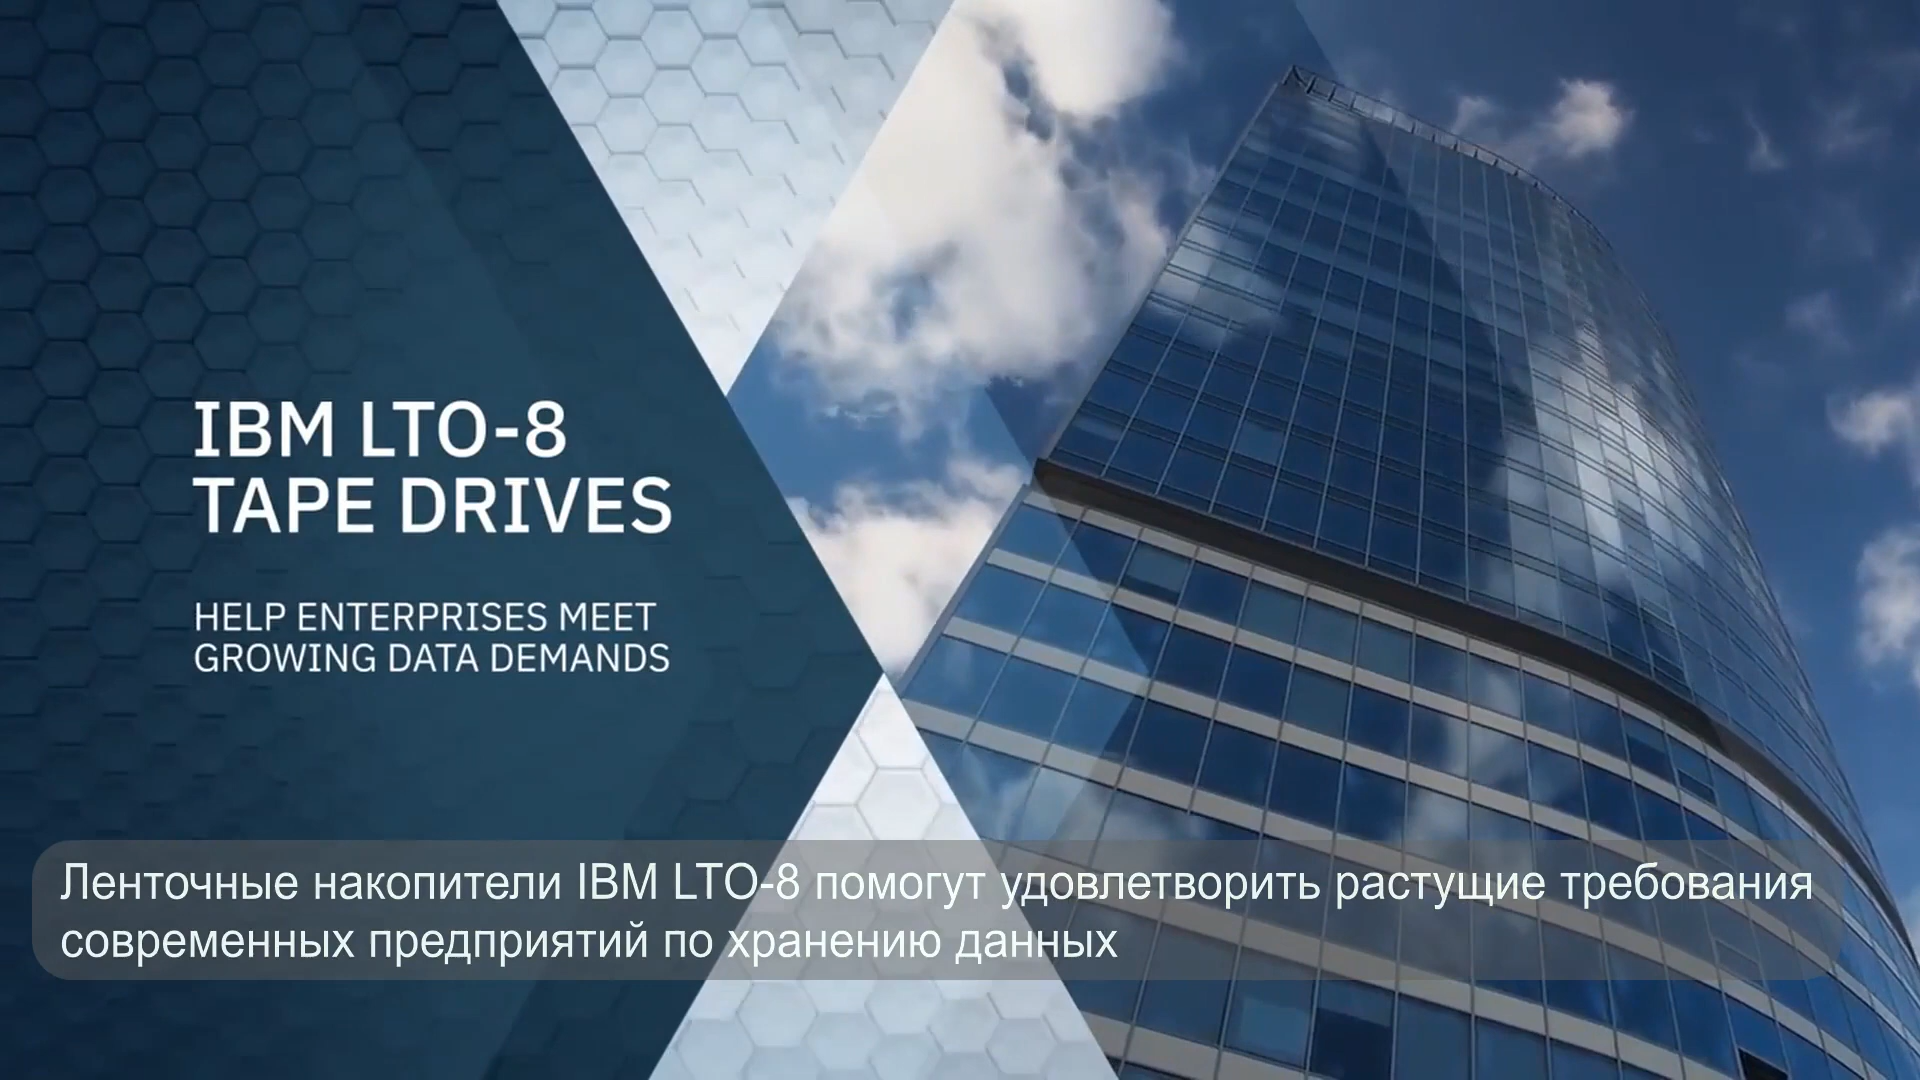 IBM LTO-8
TAPE DRIVES
HELP ENTERPRISES MEET
GROWING DATA DEMANDS
Ленточные накопители IBM LTO-8 помогут удовлетворить растущие требования
современных предприятий по хранению данных